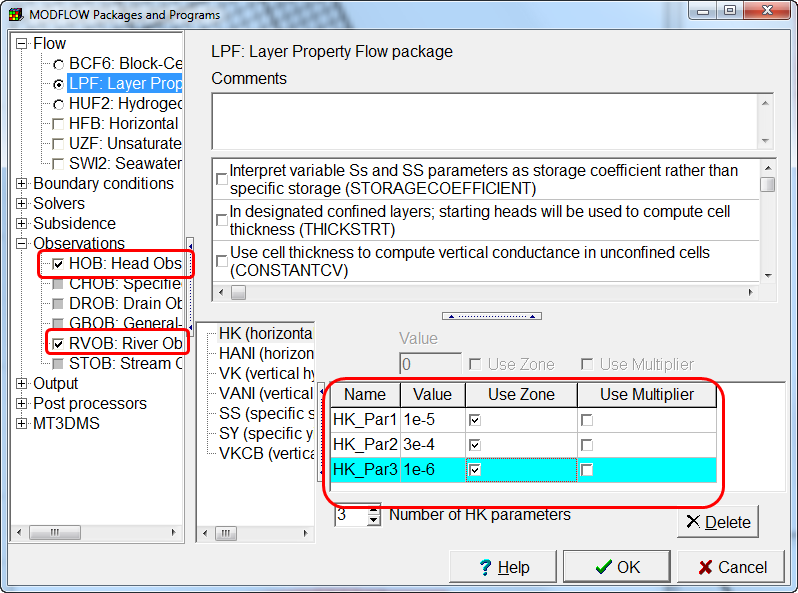 MODFLOW Packages and Programs
Flow
BCF6: Block-Ce
LPF: Layer Prop
HUF2: Hydrogeo
HFB: Horizontal
UZF: Unsaturate
SWI2: Seawater
Boundary conditions
Solvers
Subsidence
Observations
HOB: Head Obs
CHOB: Specifie
DROB: Drain Ob
GBOB: General-
RVOB: River Ob
STOB: Stream O
Output
Post processors
MT3DMS
LPF: Layer Property Flow package
Comments
Interpret variable Ss and SS parameters as storage coefficient rather than
specific storage (STORAGECOEFFICIENT)
In designated confined layers; starting heads will be used to compute cell
thickness (THICKSTRT)
Use cell thickness to compute vertical conductance in unconfined cells
(CONSTANTCV)
HK (horizonta
HANI (horizon
VK (vertical hy
VANI (vertical
SS (specific s
SY (specific y
VKCB (vertica
Value
0 Use Zone Use Multiplier
Name Value Use Zone Use Multiplier
HK_Par1 1e-5
HK_Par2 3e-4
HK_Par3 1e-6
3 Number of HK parameters
Delete
Help OK Cancel